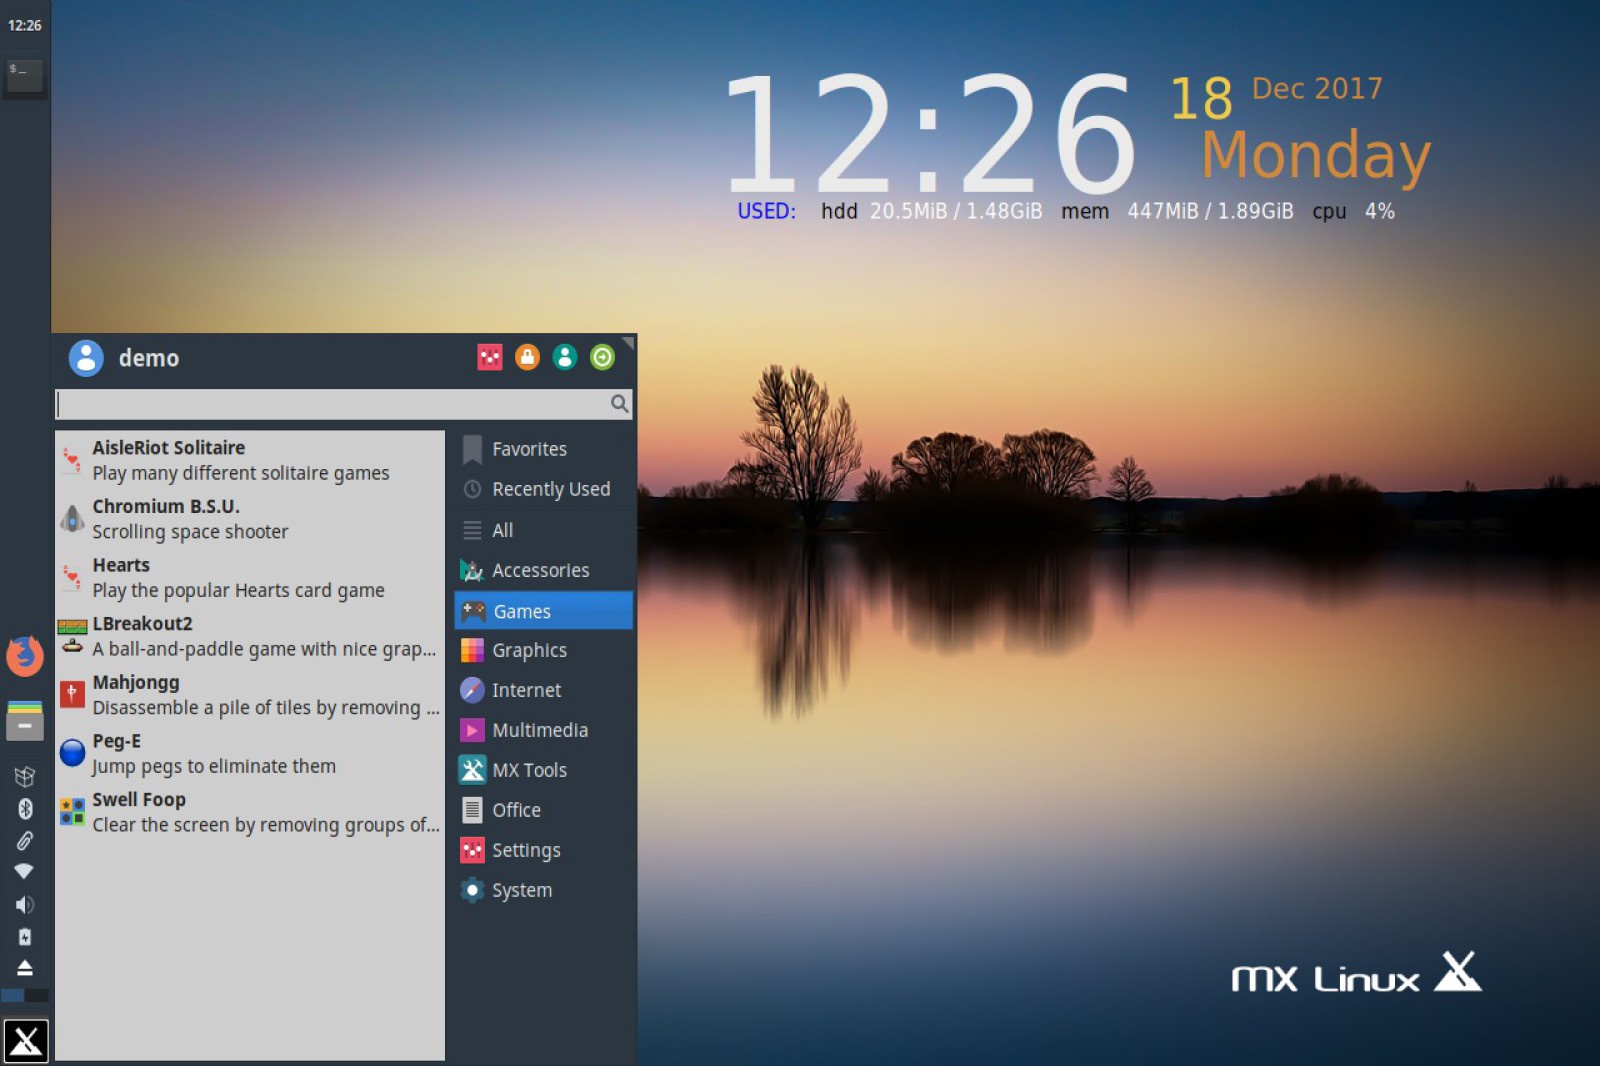 12:26
$_
12:26
18 Dec 2017
Monday
USED: hdd 20.5MiB / 1.48GiB mem 447MiB / 1.89GiB cpu 4%
demo
AisleRiot Solitaire
Play many different solitaire games
Chromium B.S.U.
Scrolling space shooter
Hearts
Play the popular Hearts card game
LBreakout2
A ball-and-paddle game with nice grap...
Mahjongg
Disassemble a pile of tiles by removing ...
Peg-E
Jump pegs to eliminate them
Swell Foop
Clear the screen by removing groups of...
Favorites
Recently Used
All
Accessories
Games
Graphics
Internet
Multimedia
MX Tools
Office
Settings
System
MX Linux